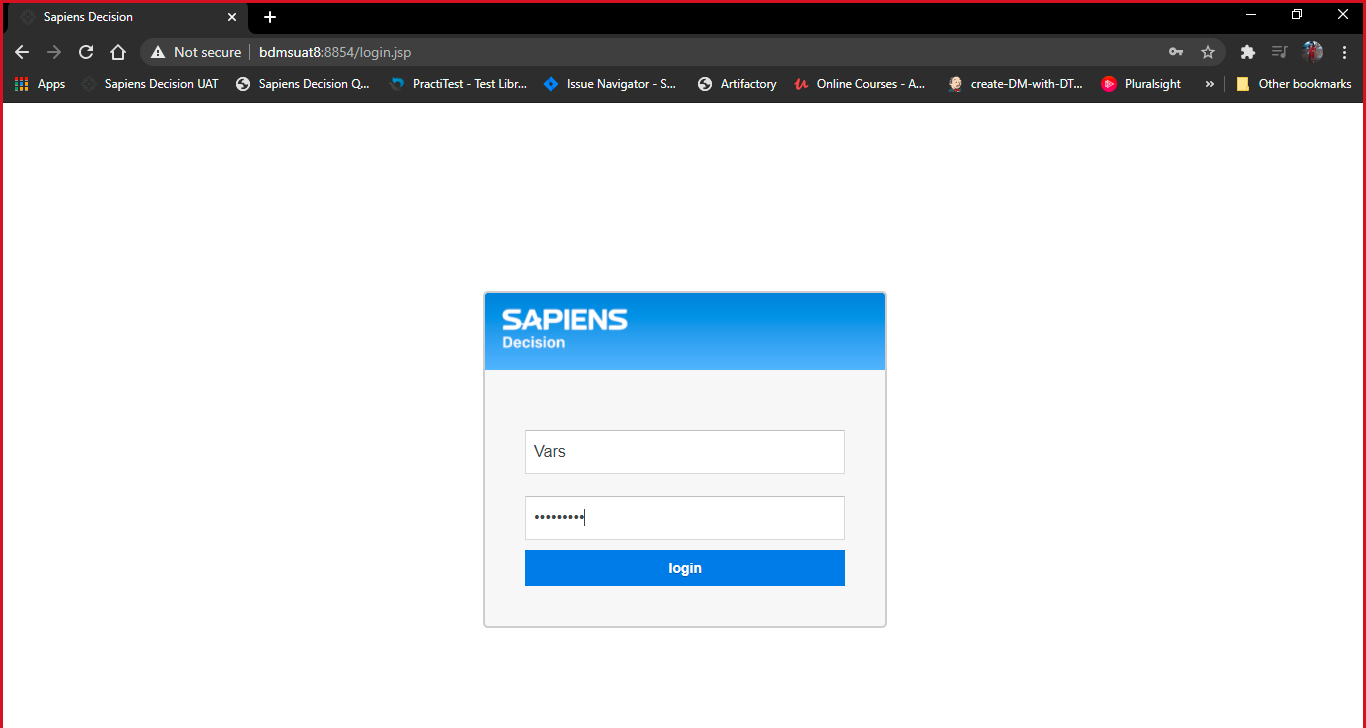 Sapiens Decision
Not secure bdmsuat8:8854/login.jsp
Apps Sapiens Decision UAT Sapiens Decision Q... PractiTest - Test Libr... Issue Navigator - S... Artifactory Online Courses - A... create-DM-with-DT... Pluralsight » Other bookmarks
SAPIENS
Decision
Vars
•••••••••
login